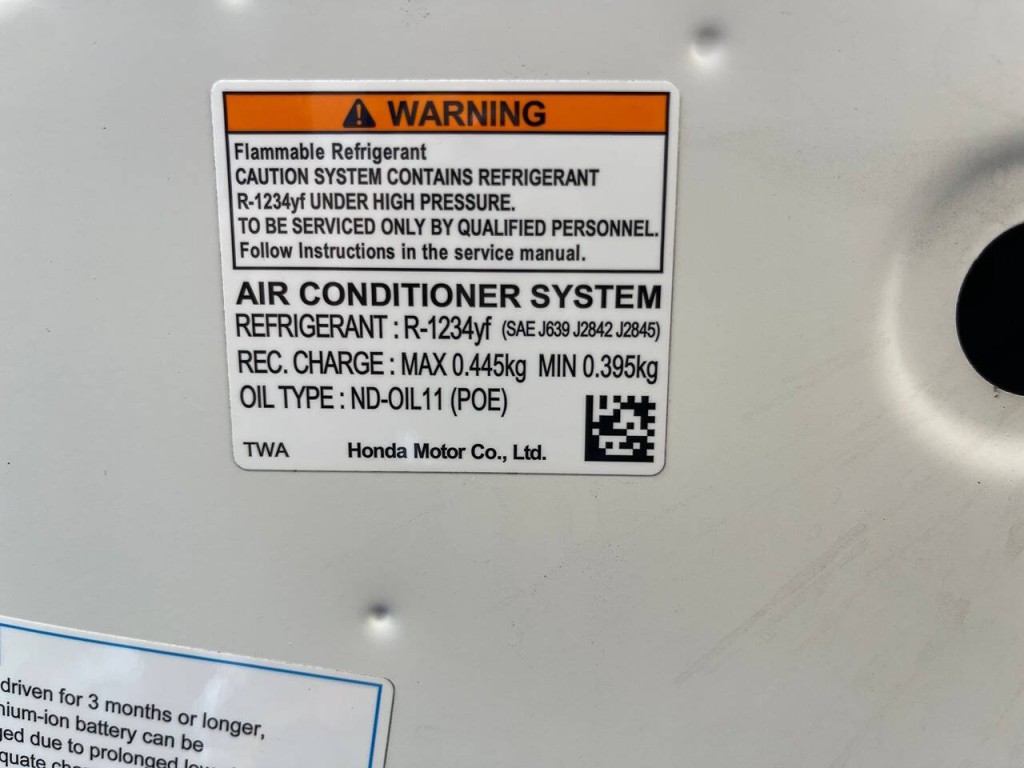 WARNING
Flammable Refrigerant
CAUTION SYSTEM CONTAINS REFRIGERANT
R-1234yf UNDER HIGH PRESSURE.
TO BE SERVICED ONLY BY QUALIFIED PERSONNEL.
Follow Instructions in the service manual.
AIR CONDITIONER SYSTEM
REFRIGERANT : R-1234yf (SAE J639 J2842 J2845)
REC. CHARGE : MAX 0.445kg MIN 0.395kg
OIL TYPE : ND-OIL11 (POE)
TWA Honda Motor Co., Ltd.
driven for 3 months or longer,
nium-ion battery can be
ged due to prolonged